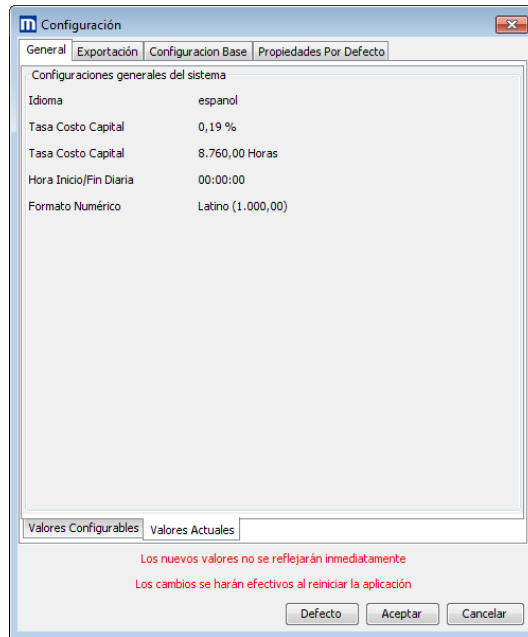 Configuración
General Exportación Configuracion Base Propiedades Por Defecto
Configuraciones generales del sistema
Idioma espanol
Tasa Costo Capital 0,19 %
Tasa Costo Capital 8.760,00 Horas
Hora Inicio/Fin Diaria 00:00:00
Formato Numérico Latino (1.000,00)
Valores Configurables Valores Actuales
Los nuevos valores no se reflejarán inmediatamente
Los cambios se harán efectivos al reiniciar la aplicación
Defecto Aceptar Cancelar